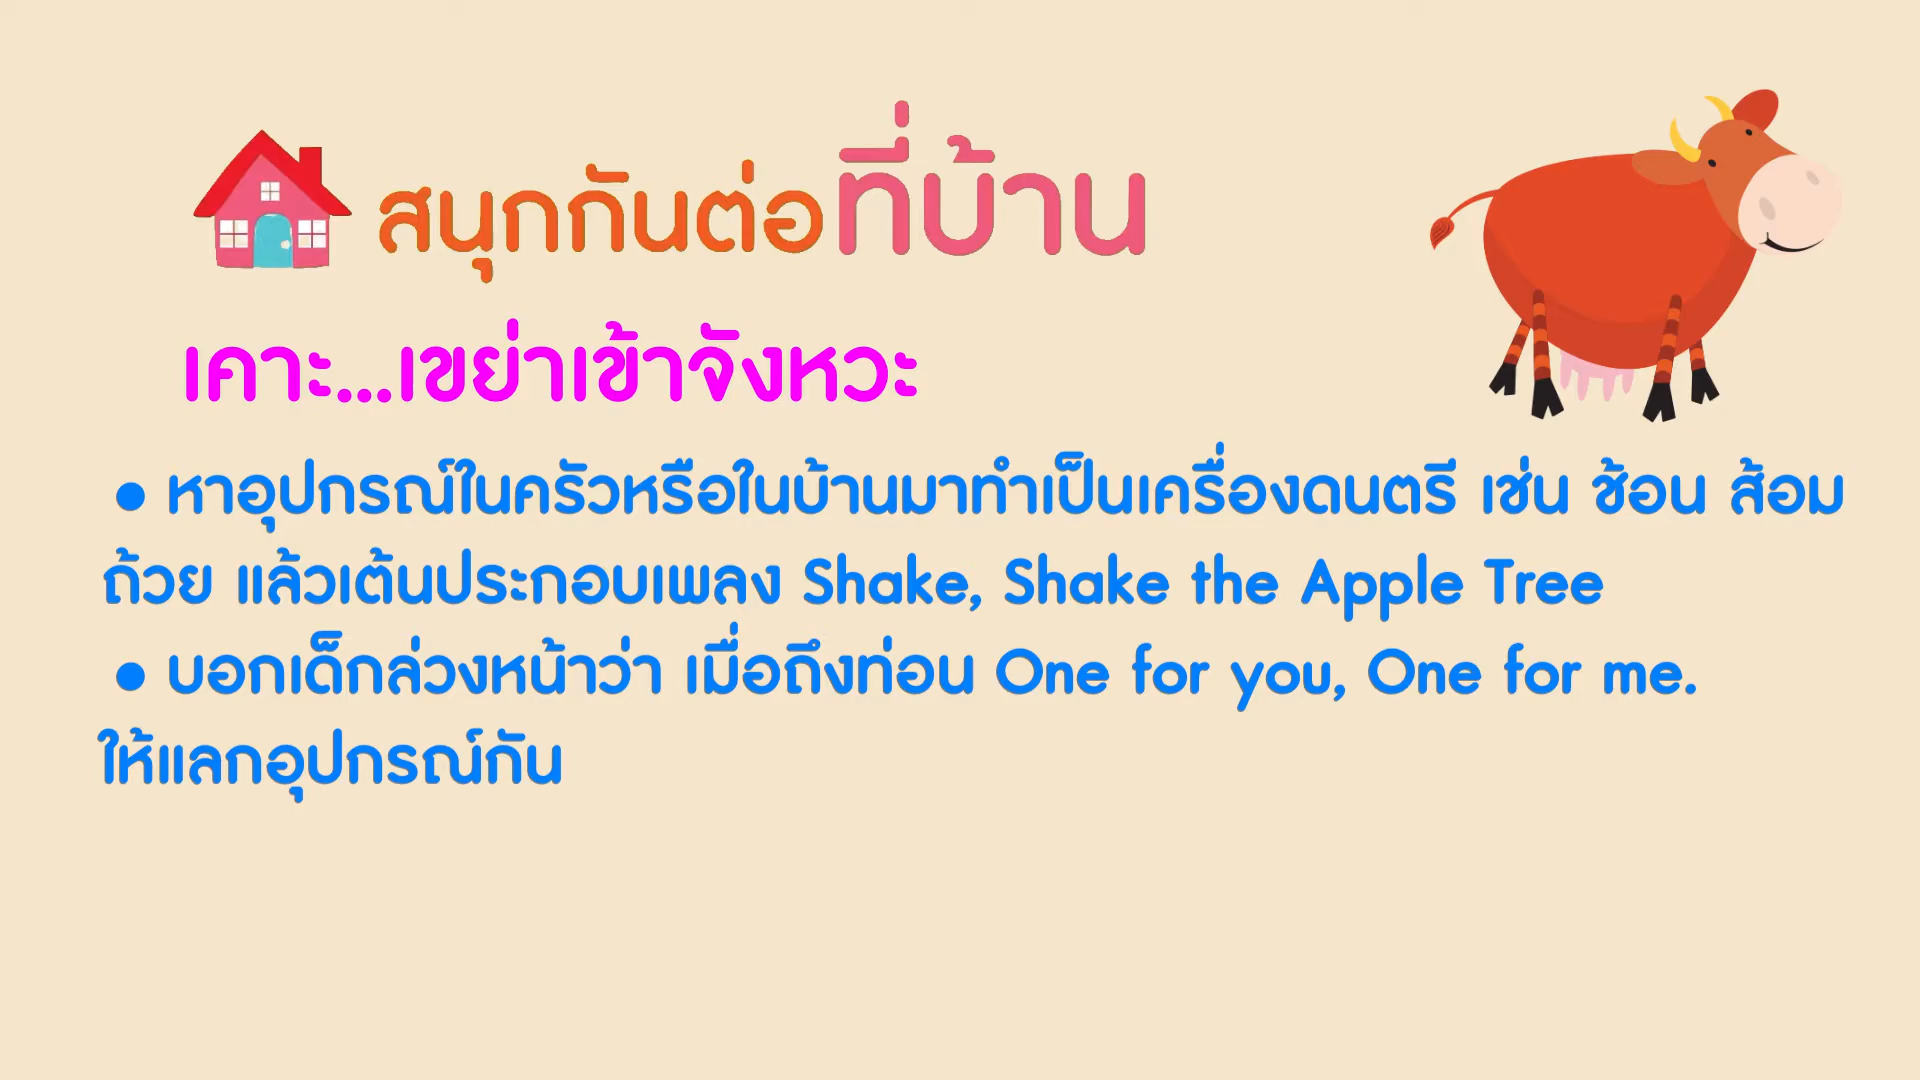 สนุกกันต่อที่บ้าน
เคาะ...เขย่าเข้าจังหวะ
● หาอุปกรณ์ในครัวหรือในบ้านมาทำเป็นเครื่องดนตรี เช่น ช้อน ส้อม
ถ้วย แล้วเต้นประกอบเพลง Shake, Shake the Apple Tree
● บอกเด็กล่วงหน้าว่า เมื่อถึงท่อน One for you, One for me.
ให้แลกอุปกรณ์กัน